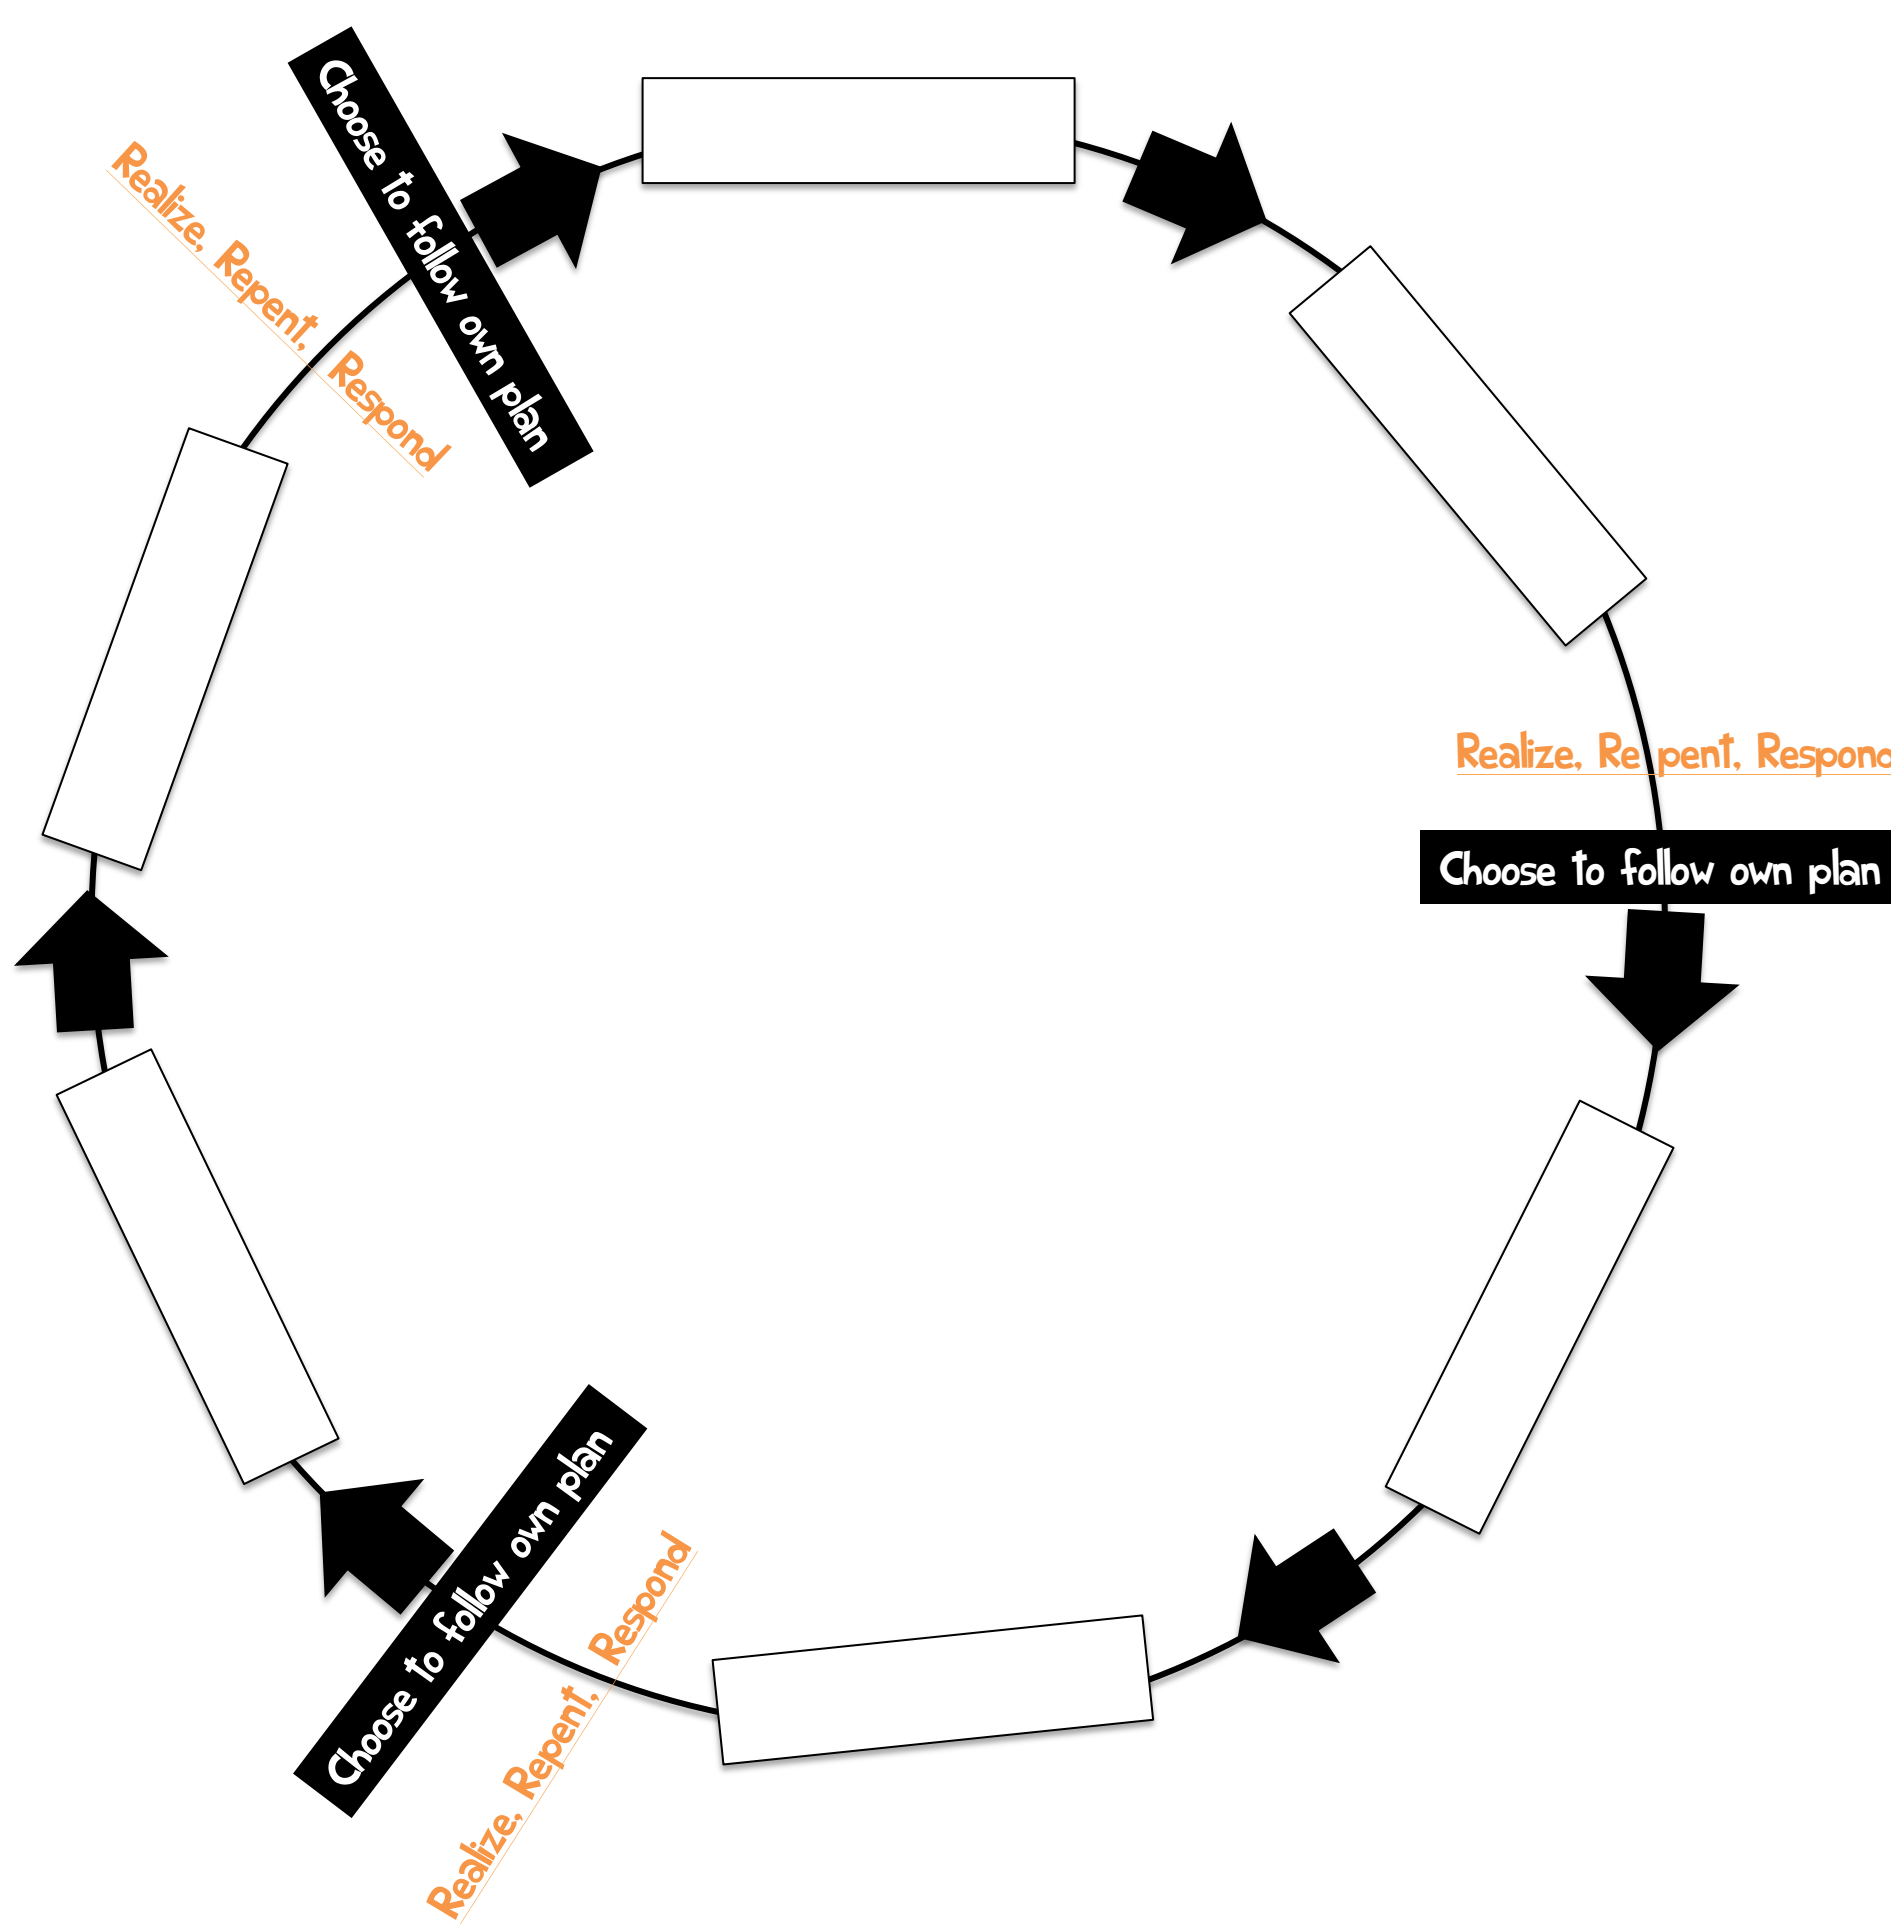 Choose to follow own plan
Realize, Repent, Respond
Realize, Re pent, Respond
Choose to follow own plan
Choose to follow own plan
Realize, Repent, Respond